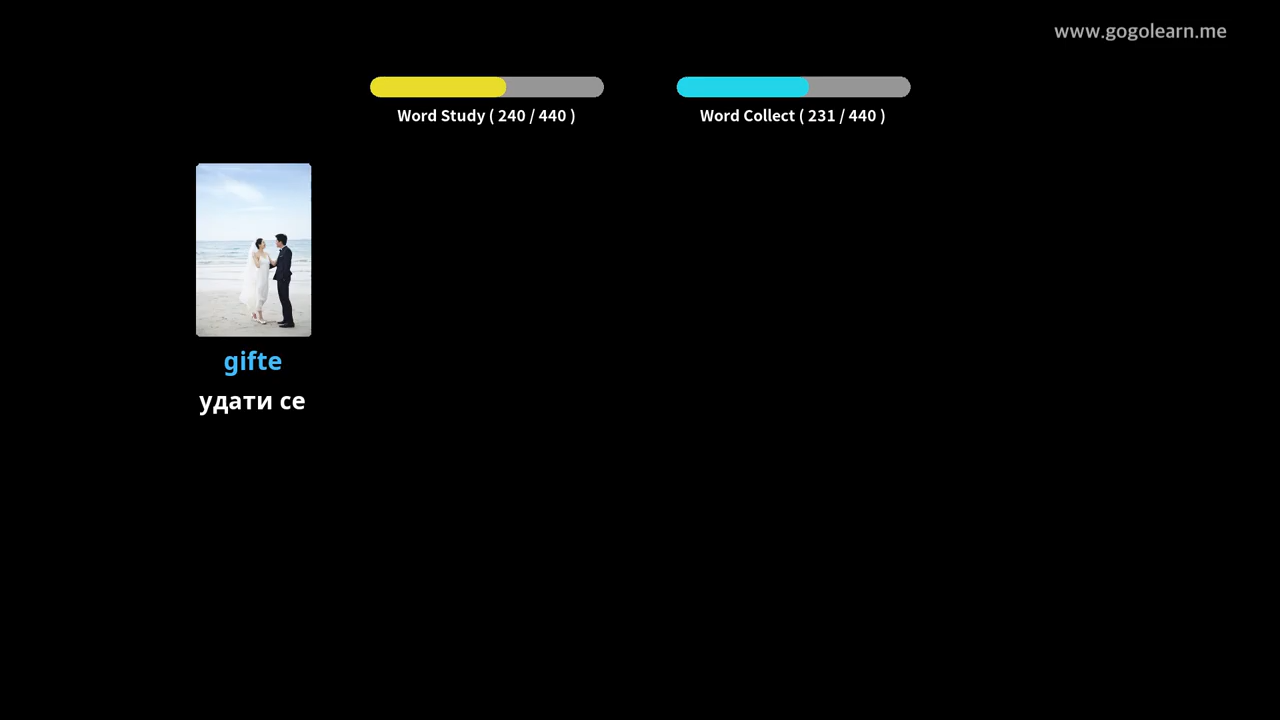 www.gogolearn.me
Word Study ( 240 / 440 )
Word Collect ( 231 / 440 )
gifte
удати се